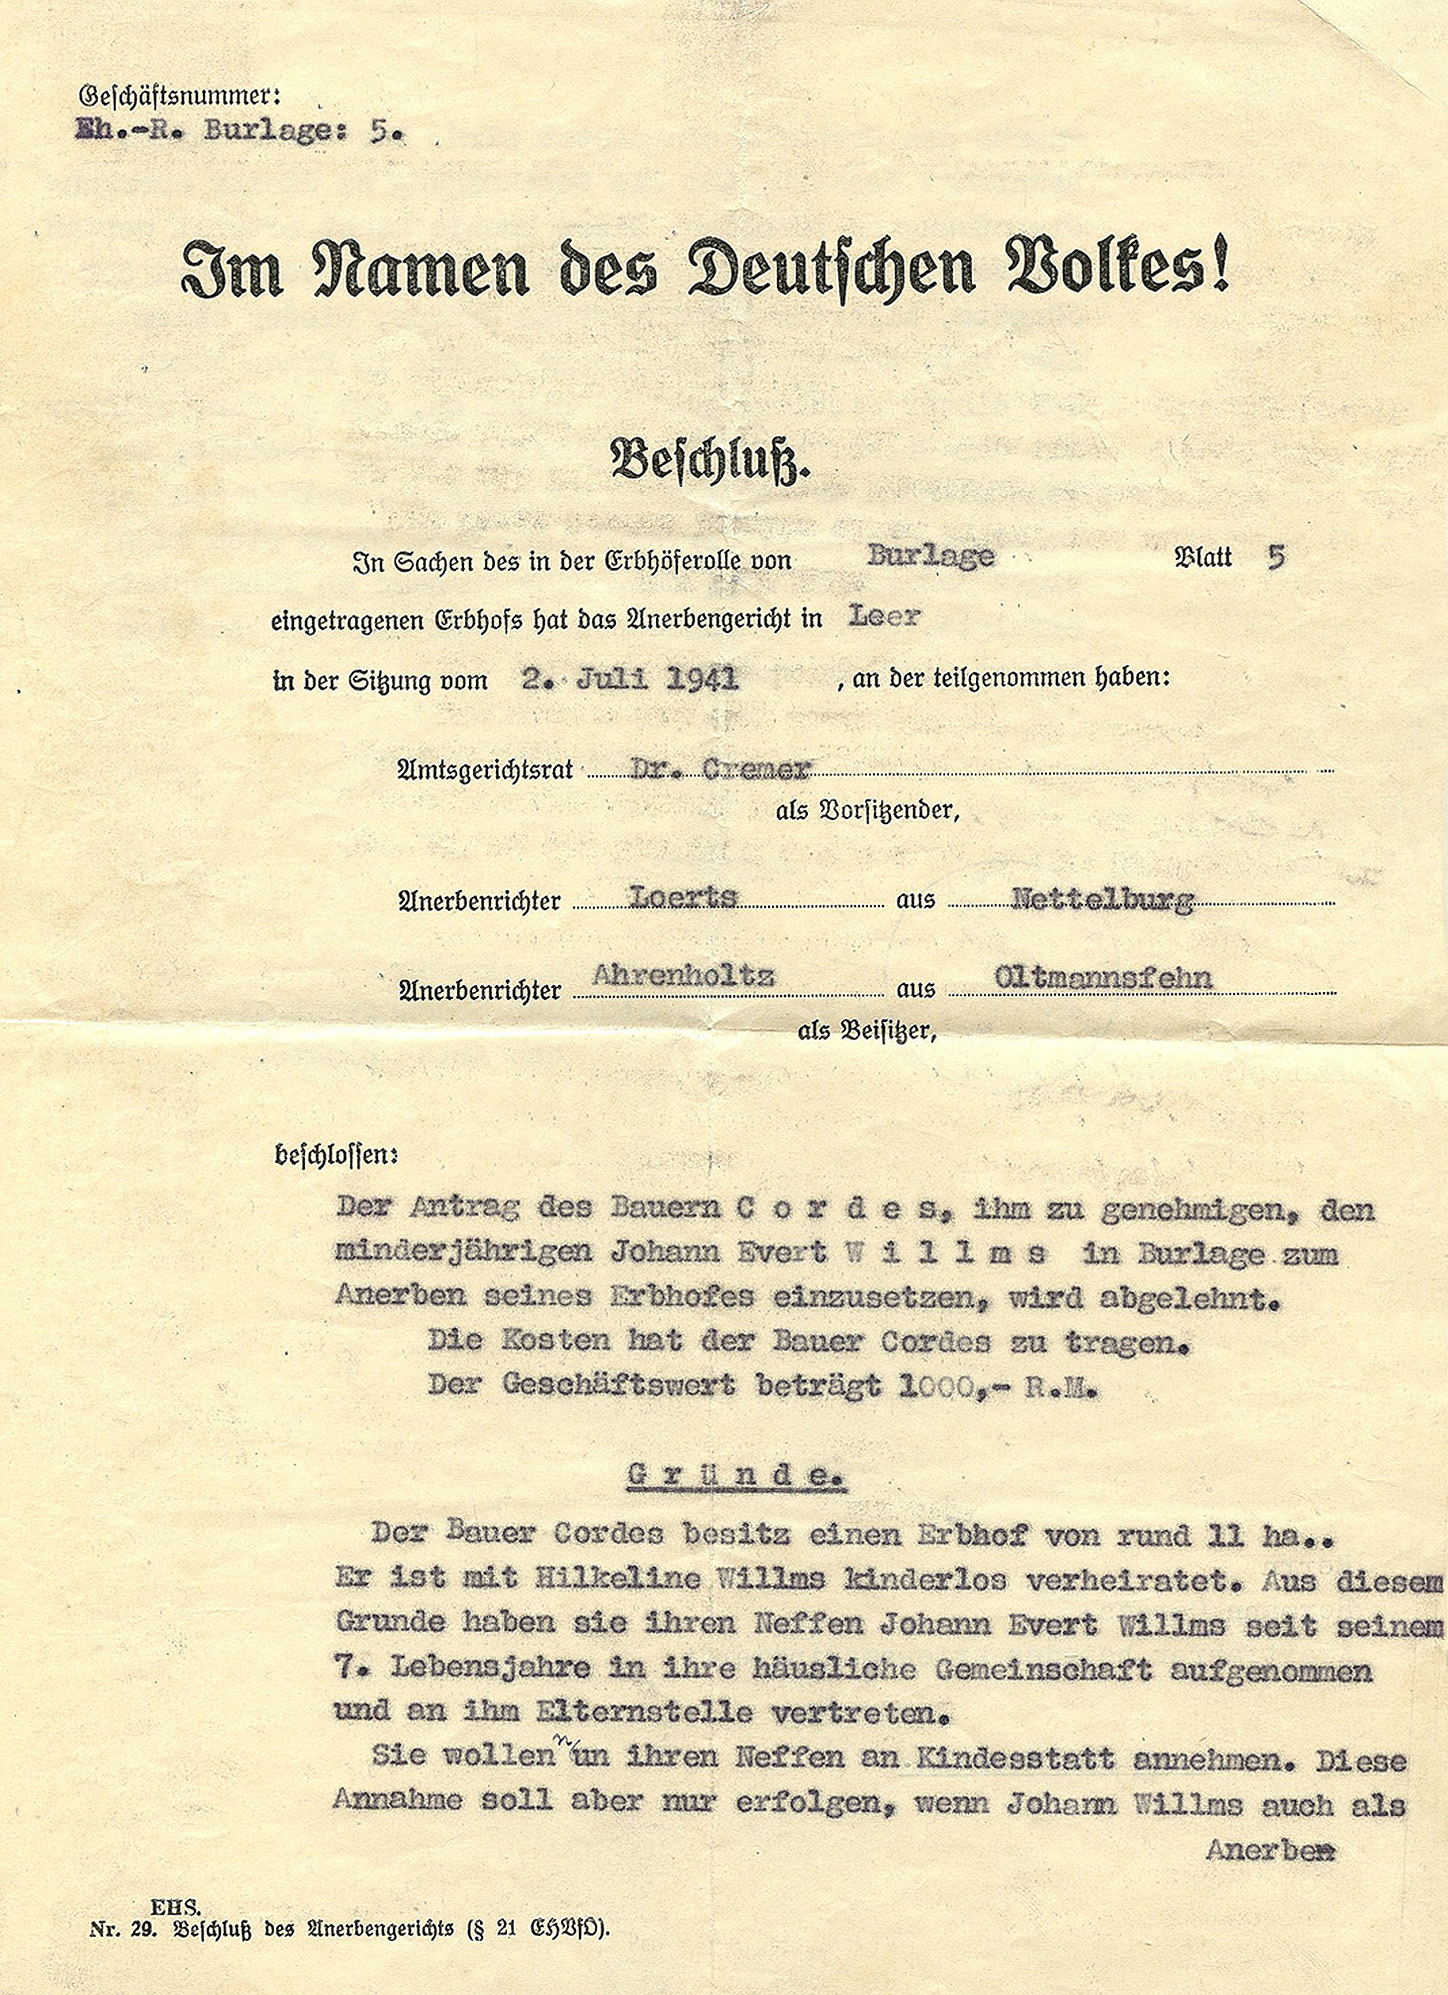 Geschäftsnummer:
Eh.-R. Burlage: 5.
Im Namen des Deutschen Volkes!
Beschluß.
In Sachen des in der Erbhöferolle von Burlage Blatt 5
eingetragenen Erbhofs hat das Anerbengericht in Leer
in der Sitzung vom 2. Juli 1941 , an der teilgenommen haben:
Amtsgerichtsrat Dr. Cremer
als Vorsitzender,
Anerbenrichter Loerts aus Nettelburg
Anerbenrichter Ahrenholtz aus Oltmannsfehn
als Beisitzer,
beschlossen:
Der Antrag des Bauern C o r d e s, ihm zu genehmigen, den
minderjährigen Johann Evert W i l l m s in Burlage zum
Anerben seines Erbhofes einzusetzen, wird abgelehnt.
Die Kosten hat der Bauer Cordes zu tragen.
Der Geschäftswert beträgt 1000,- R.M.
G r ü n d e.
Der Bauer Cordes besitz einen Erbhof von rund 11 ha..
Er ist mit Hilkeline Willms kinderlos verheiratet. Aus diesem
Grunde haben sie ihren Neffen Johann Evert Willms seit seinem
7. Lebensjahre in ihre häusliche Gemeinschaft aufgenommen
und an ihm Elternstelle vertreten.
Sie wollen nun ihren Neffen an Kindesstatt annehmen. Diese
Annahme soll aber nur erfolgen, wenn Johann Willms auch als
Anerben
EHS.
Nr. 29. Beschluß des Anerbengerichts (§ 21 EHVfO).